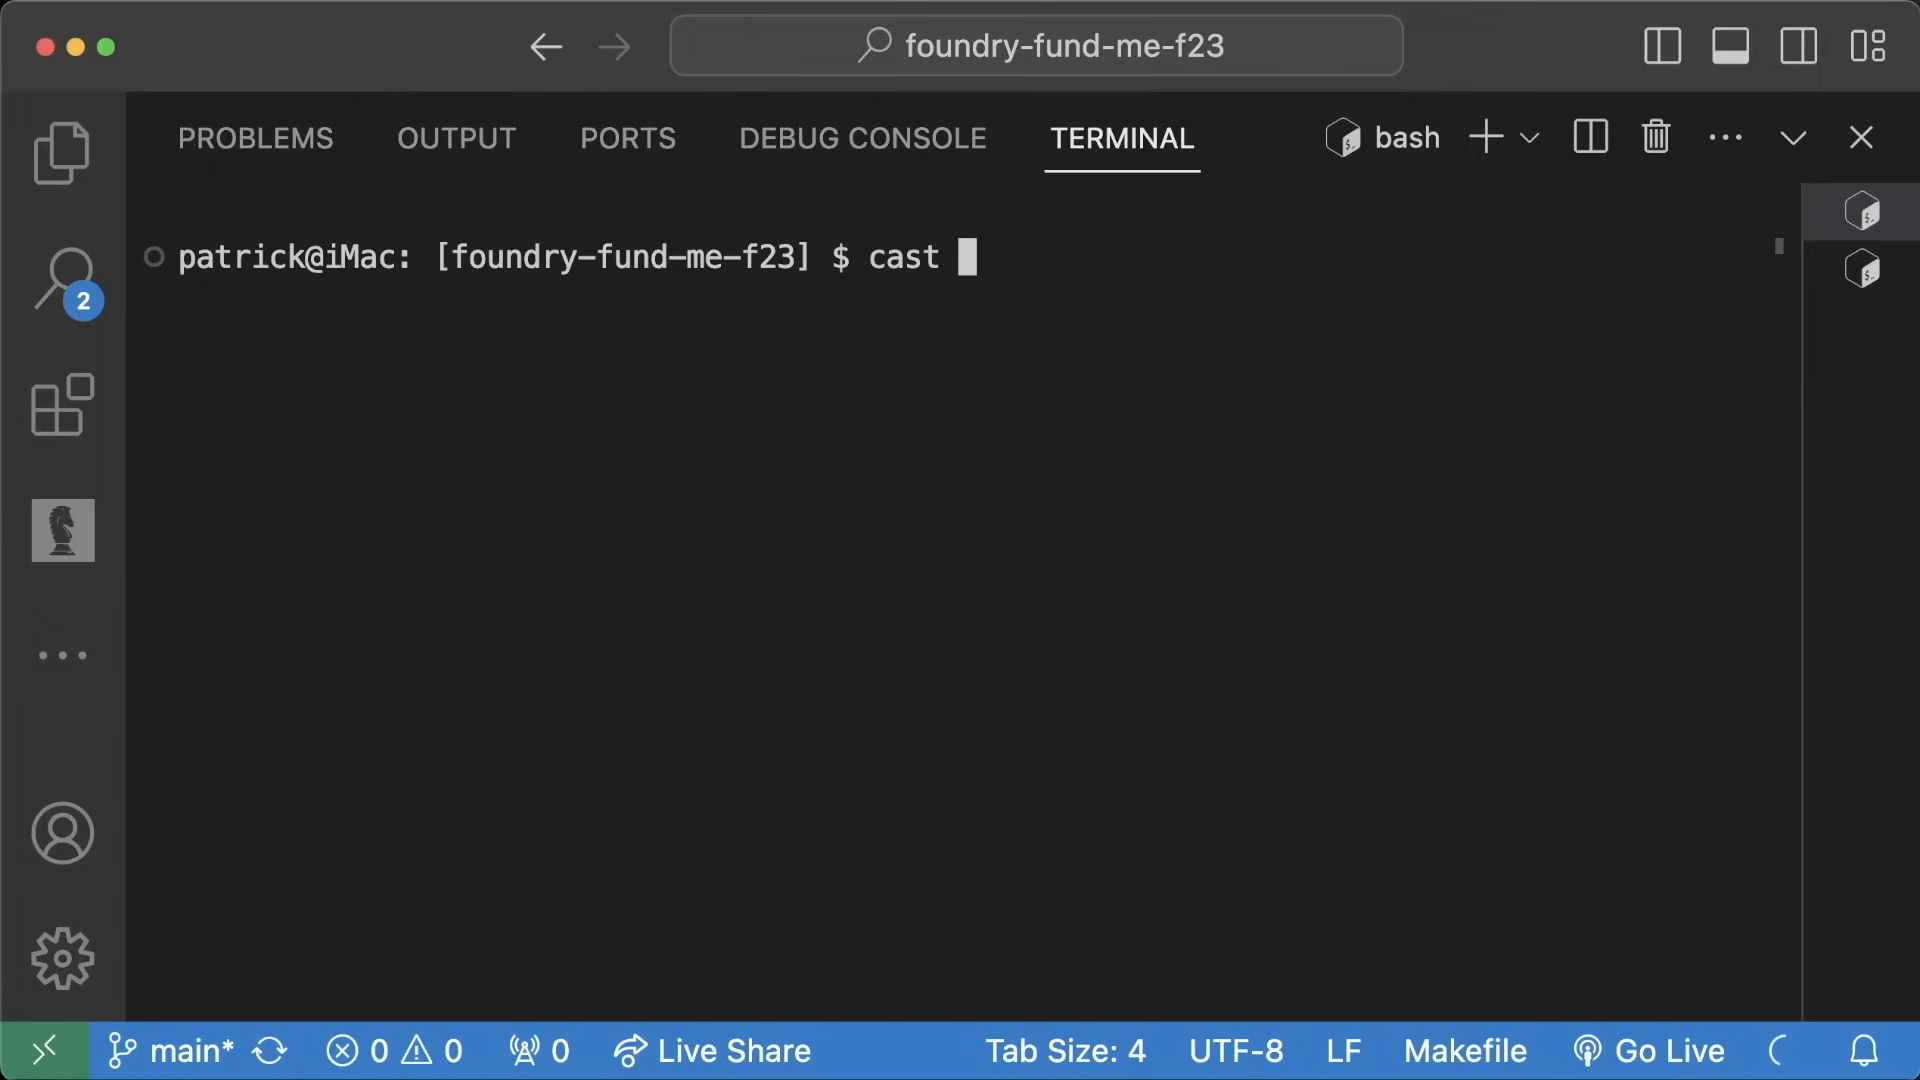 foundry-fund-me-f23
PROBLEMS OUTPUT PORTS DEBUG CONSOLE TERMINAL bash
patrick@iMac: [foundry-fund-me-f23] $ cast
2
main* 0 0 0 Live Share Tab Size: 4 UTF-8 LF Makefile Go Live